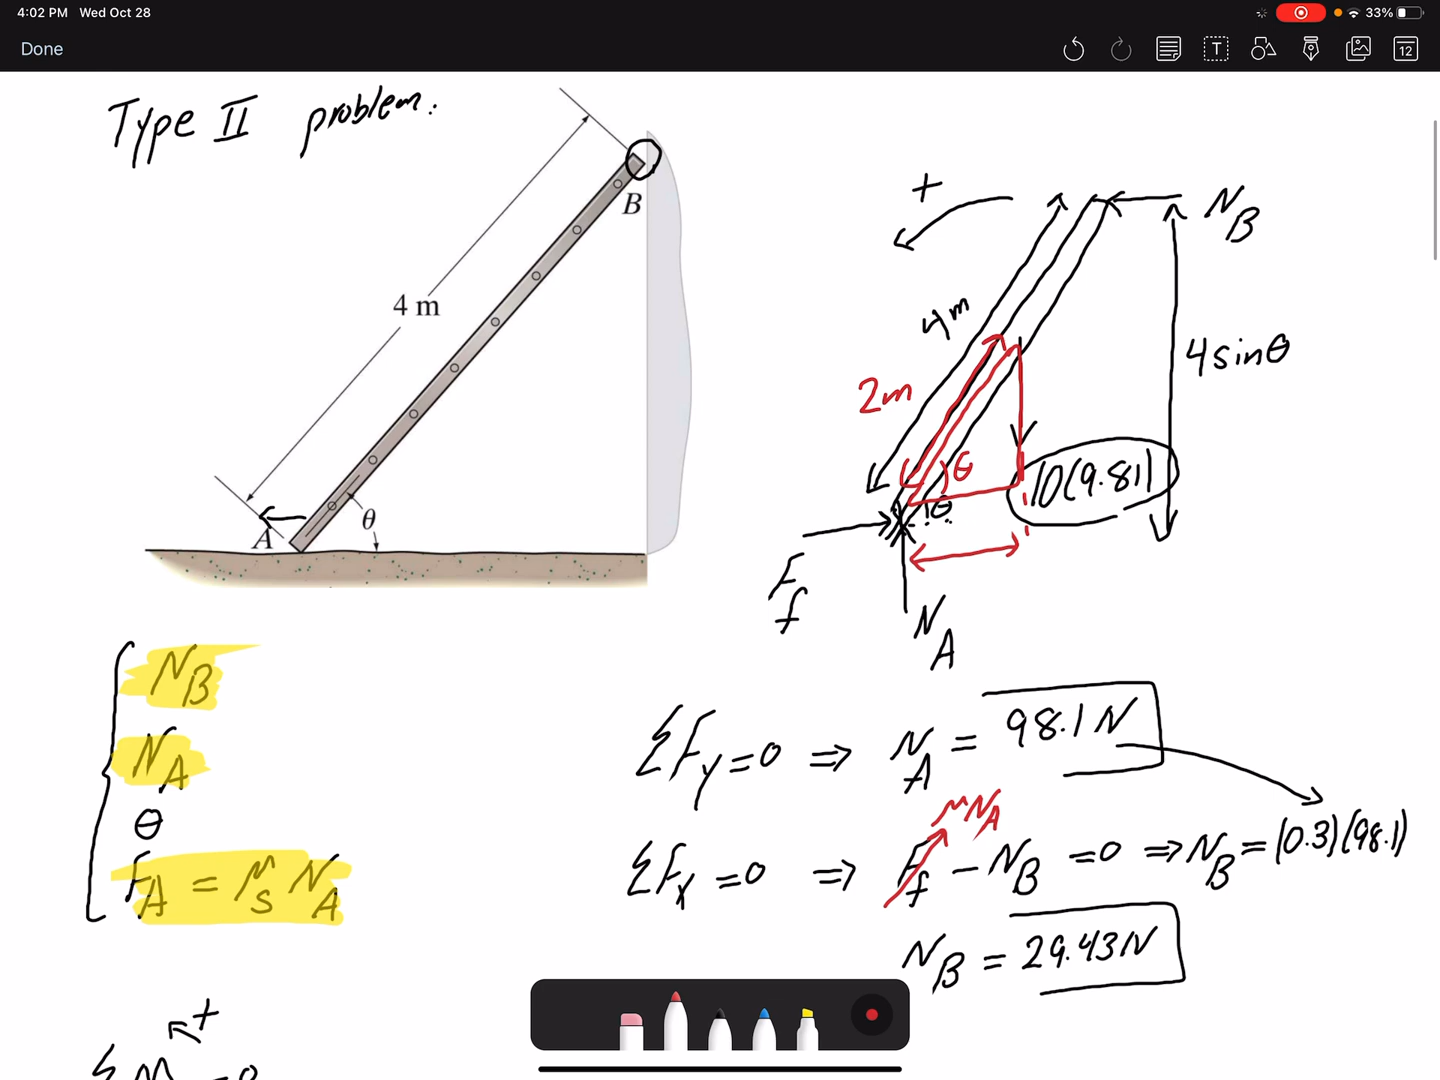 4:02 PM Wed Oct 28
33%
Done
T
12
Type II problem:
B
4 m
A
θ
+
N_B
4m
4sinθ
2m
θ
10(9.81)
θ
F_f
N_A
N_B
N_A
θ
F_A = μ_s N_A
ΣF_y = 0 ⇒ N_A = 98.1 N
μN_A
ΣF_x = 0 ⇒ F_f − N_B = 0 ⇒ N_B = (0.3)(98.1)
N_B = 29.43 N
+
ΣM = 0